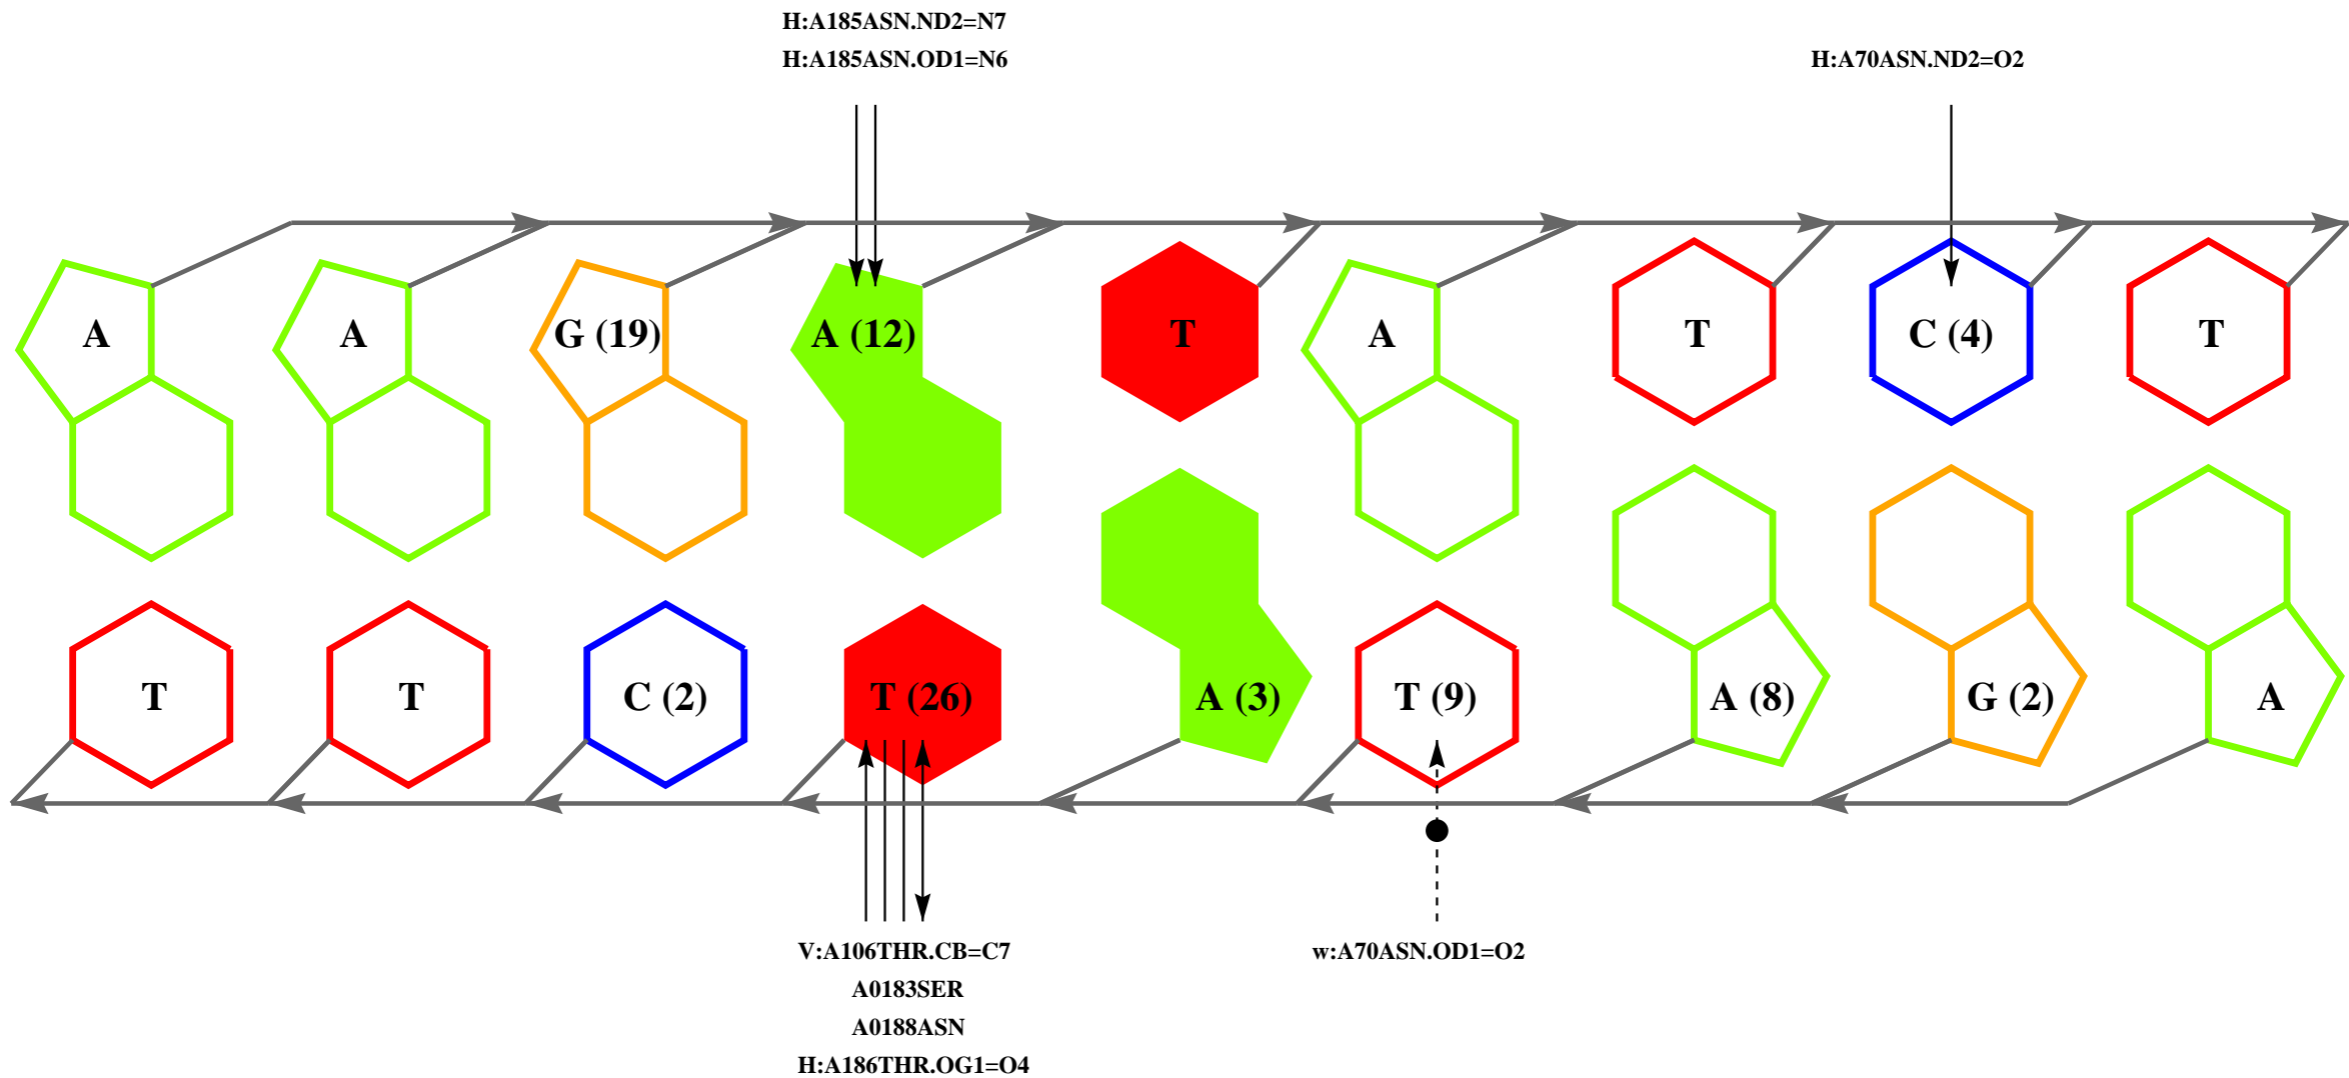 H:A185ASN.ND2=N7
H:A185ASN.OD1=N6
H:A70ASN.ND2=O2
A A G (19) A (12) T A T C (4) T
T T C (2) T (26) A (3) T (9) A (8) G (2) A
V:A106THR.CB=C7
w:A70ASN.OD1=O2
A0183SER
A0188ASN
H:A186THR.OG1=O4